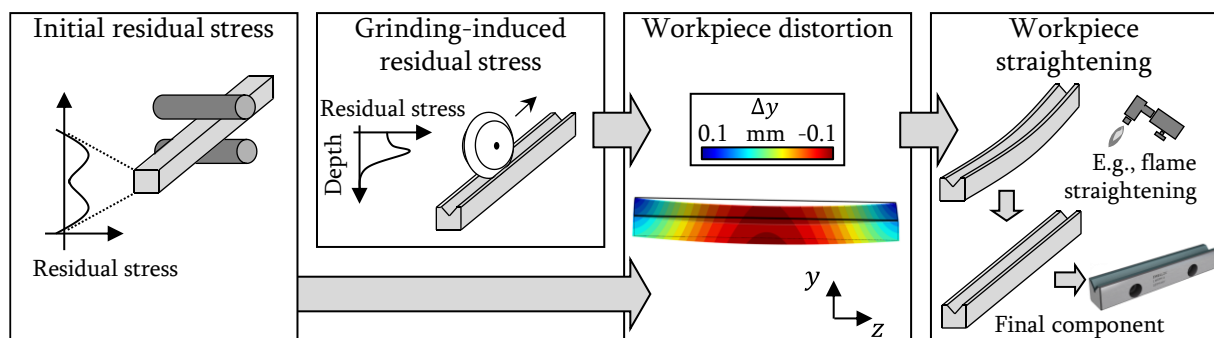 Initial residual stress
Residual stress
Grinding-induced
residual stress
Residual stress
Depth
Workpiece distortion
Δy
0.1 mm -0.1
y
z
Workpiece
straightening
E.g., flame
straightening
Final component